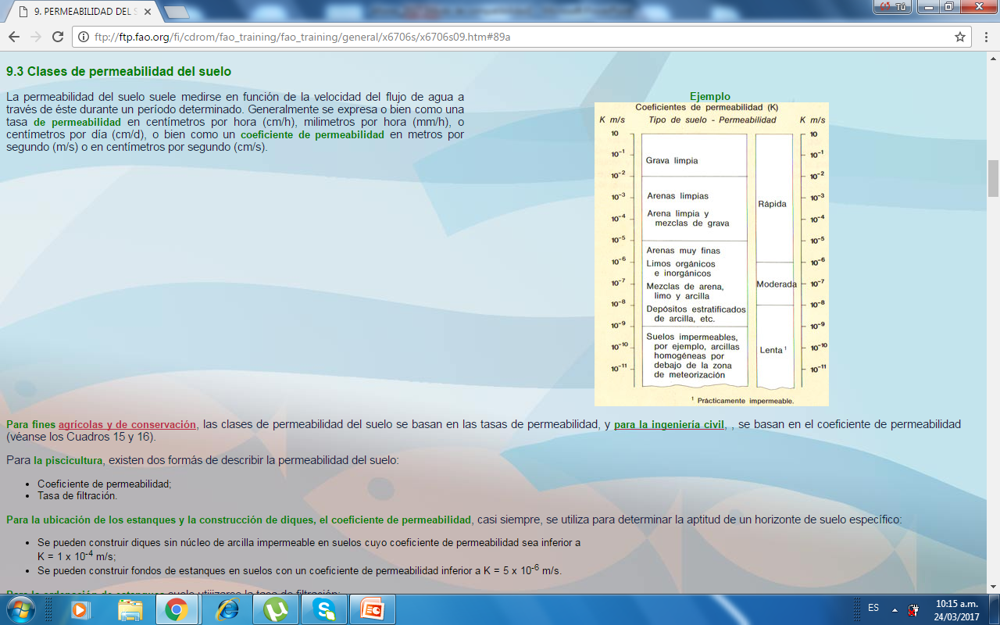 9. PERMEABILIDAD DEL S
Tú
ftp://ftp.fao.org/fi/cdrom/fao_training/fao_training/general/x6706s/x6706s09.htm#89a
9.3 Clases de permeabilidad del suelo
La permeabilidad del suelo suele medirse en función de la velocidad del flujo de agua a
través de éste durante un período determinado. Generalmente se expresa o bien como una
tasa de permeabilidad en centímetros por hora (cm/h), milimetros por hora (mm/h), o
centímetros por día (cm/d), o bien como un coeficiente de permeabilidad en metros por
segundo (m/s) o en centímetros por segundo (cm/s).
Ejemplo
Coeficientes de permeabilidad (K)
K m/s Tipo de suelo - Permeabilidad K m/s
10 10
10⁻¹ Grava limpia 10⁻¹
10⁻² 10⁻²
10⁻³ Arenas limpias Rápida 10⁻³
10⁻⁴ Arena limpia y 10⁻⁴
mezclas de grava
10⁻⁵ 10⁻⁵
Arenas muy finas
10⁻⁶ Limos orgánicos 10⁻⁶
e inorgánicos
10⁻⁷ Mezclas de arena, Moderada 10⁻⁷
limo y arcilla
10⁻⁸ Depósitos estratificados 10⁻⁸
de arcilla, etc.
10⁻⁹ 10⁻⁹
Suelos impermeables,
10⁻¹⁰ por ejemplo, arcillas Lenta ¹ 10⁻¹⁰
homogéneas por
10⁻¹¹ debajo de la zona 10⁻¹¹
de meteorización
¹ Prácticamente impermeable.
Para fines agrícolas y de conservación, las clases de permeabilidad del suelo se basan en las tasas de permeabilidad, y para la ingeniería civil, , se basan en el coeficiente de permeabilidad
(véanse los Cuadros 15 y 16).
Para la piscicultura, existen dos formás de describir la permeabilidad del suelo:
• Coeficiente de permeabilidad;
• Tasa de filtración.
Para la ubicación de los estanques y la construcción de diques, el coeficiente de permeabilidad, casi siempre, se utiliza para determinar la aptitud de un horizonte de suelo específico:
• Se pueden construir diques sin núcleo de arcilla impermeable en suelos cuyo coeficiente de permeabilidad sea inferior a
K = 1 x 10⁻⁴ m/s;
• Se pueden construir fondos de estanques en suelos con un coeficiente de permeabilidad inferior a K = 5 x 10⁻⁶ m/s.
Para la ordenación de estanques suele utilizarse la tasa de filtración:
ES
10:15 a.m.
24/03/2017